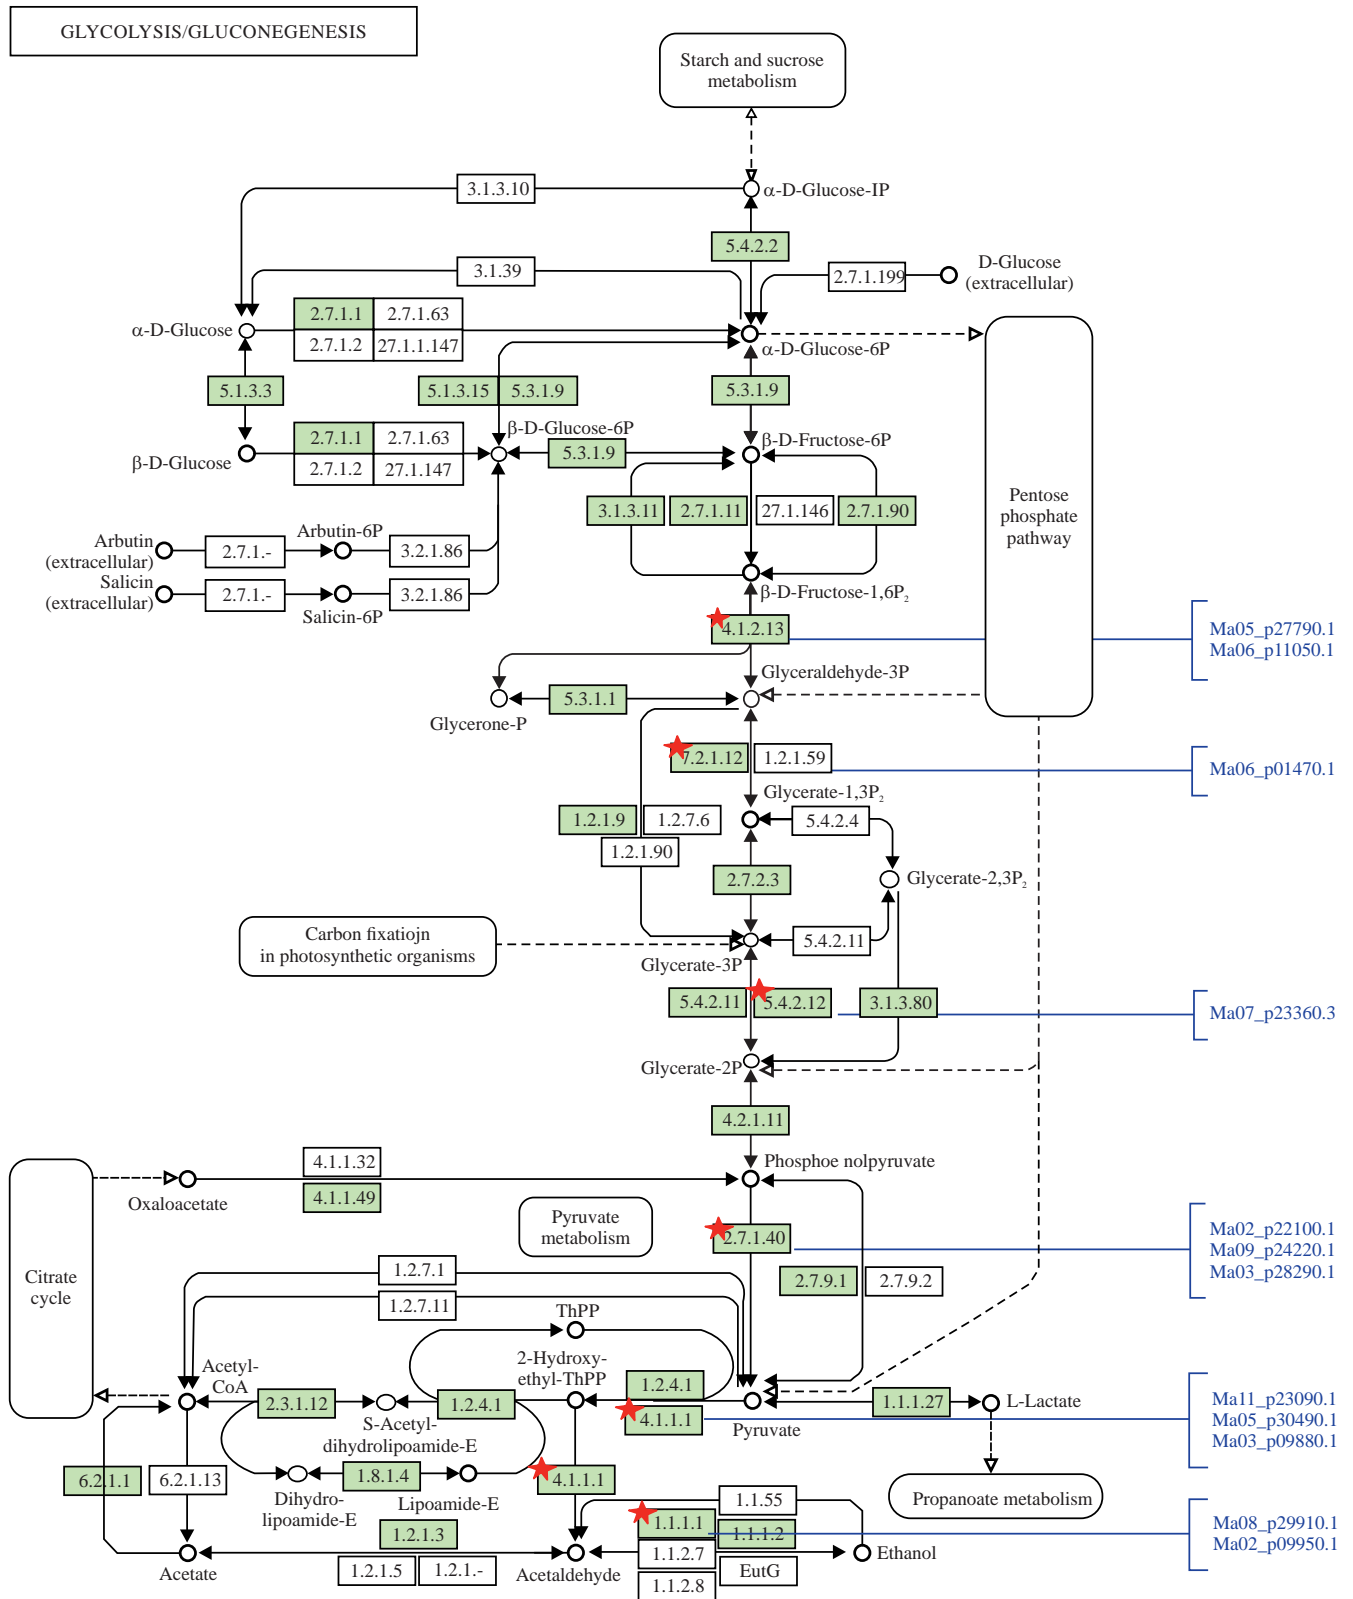 GLYCOLYSIS/GLUCONEGENESIS
Starch and sucrose
metabolism
3.1.3.10
α-D-Glucose-IP
5.4.2.2
3.1.39
2.7.1.199
D-Glucose
(extracellular)
α-D-Glucose
2.7.1.1
2.7.1.63
2.7.1.2
27.1.1.147
α-D-Glucose-6P
5.1.3.3
5.1.3.15
5.3.1.9
5.3.1.9
β-D-Glucose
2.7.1.1
2.7.1.63
2.7.1.2
27.1.147
β-D-Glucose-6P
5.3.1.9
β-D-Fructose-6P
3.1.3.11
2.7.1.11
27.1.146
2.7.1.90
Pentose
phosphate
pathway
Arbutin
(extracellular)
2.7.1.-
Arbutin-6P
3.2.1.86
Salicin
(extracellular)
2.7.1.-
Salicin-6P
3.2.1.86
β-D-Fructose-1,6P₂
4.1.2.13
Ma05_p27790.1
Ma06_p11050.1
Glyceraldehyde-3P
5.3.1.1
Glycerone-P
7.2.1.12
1.2.1.59
Ma06_p01470.1
Glycerate-1,3P₂
1.2.1.9
1.2.7.6
1.2.1.90
5.4.2.4
2.7.2.3
Glycerate-2,3P₂
Carbon fixatiojn
in photosynthetic organisms
5.4.2.11
Glycerate-3P
5.4.2.11
5.4.2.12
3.1.3.80
Ma07_p23360.3
Glycerate-2P
4.2.1.11
4.1.1.32
4.1.1.49
Oxaloacetate
Phosphoe nolpyruvate
Pyruvate
metabolism
2.7.1.40
Ma02_p22100.1
Ma09_p24220.1
Ma03_p28290.1
Citrate
cycle
1.2.7.1
1.2.7.11
2.7.9.1
2.7.9.2
ThPP
Acetyl-
CoA
2-Hydroxy-
ethyl-ThPP
2.3.1.12
S-Acetyl-
dihydrolipoamide-E
1.2.4.1
1.2.4.1
4.1.1.1
Pyruvate
1.1.1.27
L-Lactate
Ma11_p23090.1
Ma05_p30490.1
Ma03_p09880.1
6.2.1.1
6.2.1.13
Dihydro-
lipoamide-E
1.8.1.4
Lipoamide-E
4.1.1.1
Propanoate metabolism
1.1.55
1.1.1.1
1.1.1.2
1.1.2.7
EutG
1.1.2.8
Ethanol
Ma08_p29910.1
Ma02_p09950.1
Acetate
1.2.1.3
1.2.1.5
1.2.1.-
Acetaldehyde